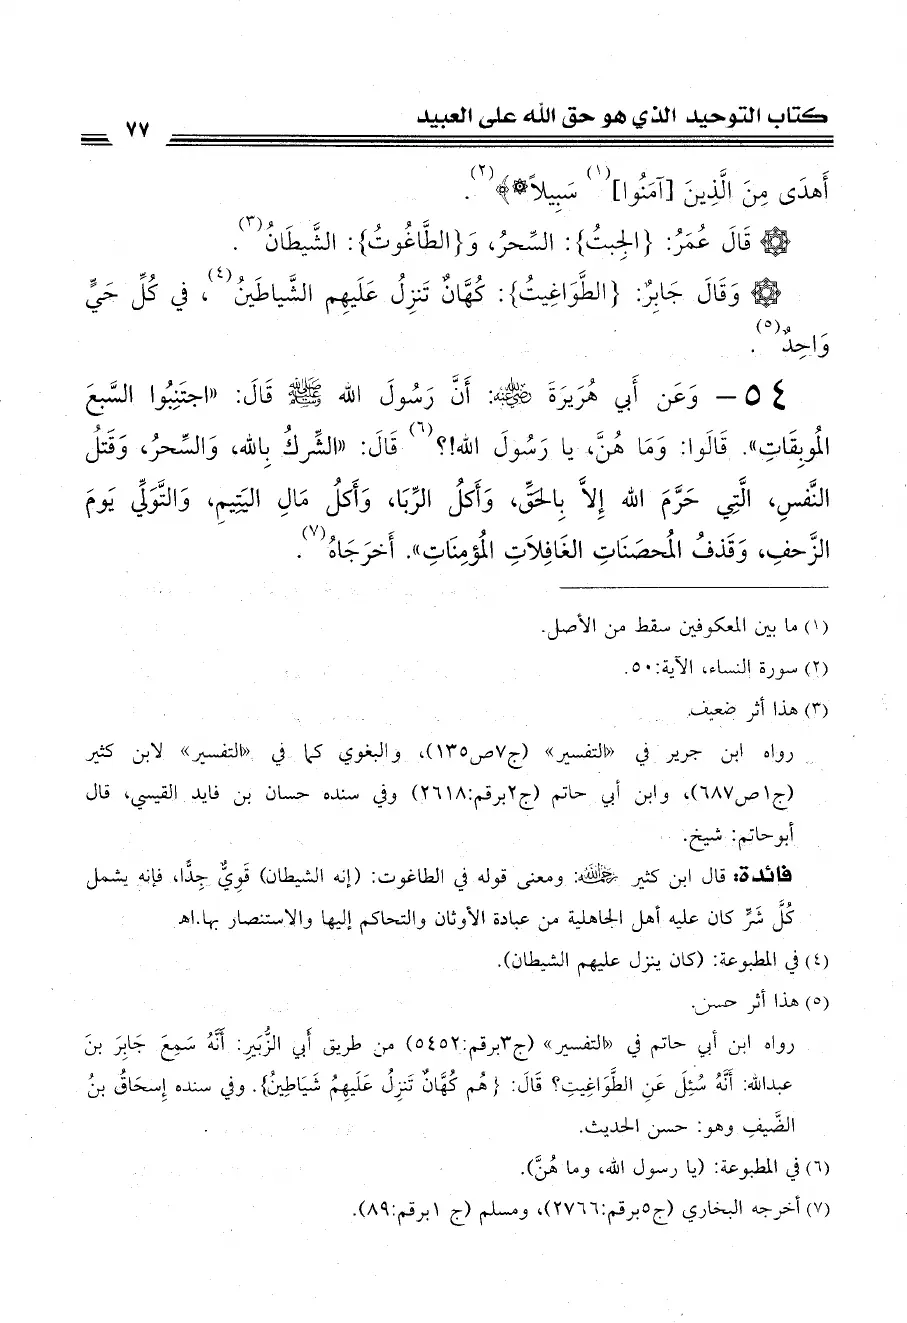 كتاب التوحيد الذي هو حق الله على العبيد
٧٧
أَهدَى مِنَ الَّذِينَ [آمَنُوا](١) سَبِيلاً۞﴾(٢).
۞ قَالَ عُمَرُ: {الجِبتُ}: السِّحرُ، وَ{الطَّاغُوتُ}: الشَّيطَانُ(٣).
۞ وَقَالَ جَابِرٌ: {الطَّوَاغِيتُ}: كُهَّانٌ تَنزِلُ عَلَيهِم الشَّيَاطَينُ(٤)، في كُلِّ حَيٍّ
وَاحِدٌ(٥).
٥٤ – وَعَن أَبي هُرَيرَةَ رضي الله عنه: أَنَّ رَسُولَ الله ﷺ قَالَ: «اجتَنِبُوا السَّبعَ
المُوبِقَاتِ». قَالُوا: وَمَا هُنَّ، يا رَسُولَ الله!؟(٦) قَالَ: «الشِّركُ بِالله، وَالسِّحرُ، وَقَتلُ
النَّفسِ، الَّتِي حَرَّمَ الله إِلاَّ بِالحَقِّ، وَأَكلُ الرِّبَا، وَأَكلُ مَالِ اليَتِيمِ، وَالتَّوَلِّي يَومَ
الزَّحفِ، وَقَذفُ المُحصَنَاتِ الغَافِلاَتِ المُؤمِنَاتِ». أَخرَجَاهُ(٧).
(١) ما بين المعكوفين سقط من الأصل.
(٢) سورة النساء، الآية:٥٠.
(٣) هذا أثر ضعيف.
رواه ابن جرير في «التفسير» (ج٧ص١٣٥)، والبغوي كما في «التفسير» لابن كثير
(ج١ص٦٨٧)، وابن أبي حاتم (ج٢برقم:٢٦١٨) وفي سنده حسان بن فايد القيسي، قال
أبوحاتم: شيخ.
فائدة: قال ابن كثير رحمه الله: ومعنى قوله في الطاغوت: (إنه الشيطان) قَوِيٌّ جِدًّا، فإنه يشمل
كُلَّ شَرٍّ كان عليه أهل الجاهلية من عبادة الأوثان والتحاكم إليها والاستنصار بها.اهـ
(٤) في المطبوعة: (كان ينزل عليهم الشيطان).
(٥) هذا أثر حسن.
رواه ابن أبي حاتم في «التفسير» (ج٣برقم:٥٤٥٢) من طريق أَبي الزُّبَيرِ: أَنَّهُ سَمِعَ جَابِرَ بنَ
عبدالله: أَنَّهُ سُئِلَ عَنِ الطَّوَاغِيتِ؟ قَالَ: {هُم كُهَّانٌ تَنزِلُ عَلَيهِمُ شَيَاطِينُ}. وفي سنده إِسحَاقُ بنُ
الضَّيفِ وهو: حسن الحديث.
(٦) في المطبوعة: (يا رسول الله، وما هُنَّ).
(٧) أخرجه البخاري (ج٥برقم:٢٧٦٦)، ومسلم (ج ١برقم:٨٩).